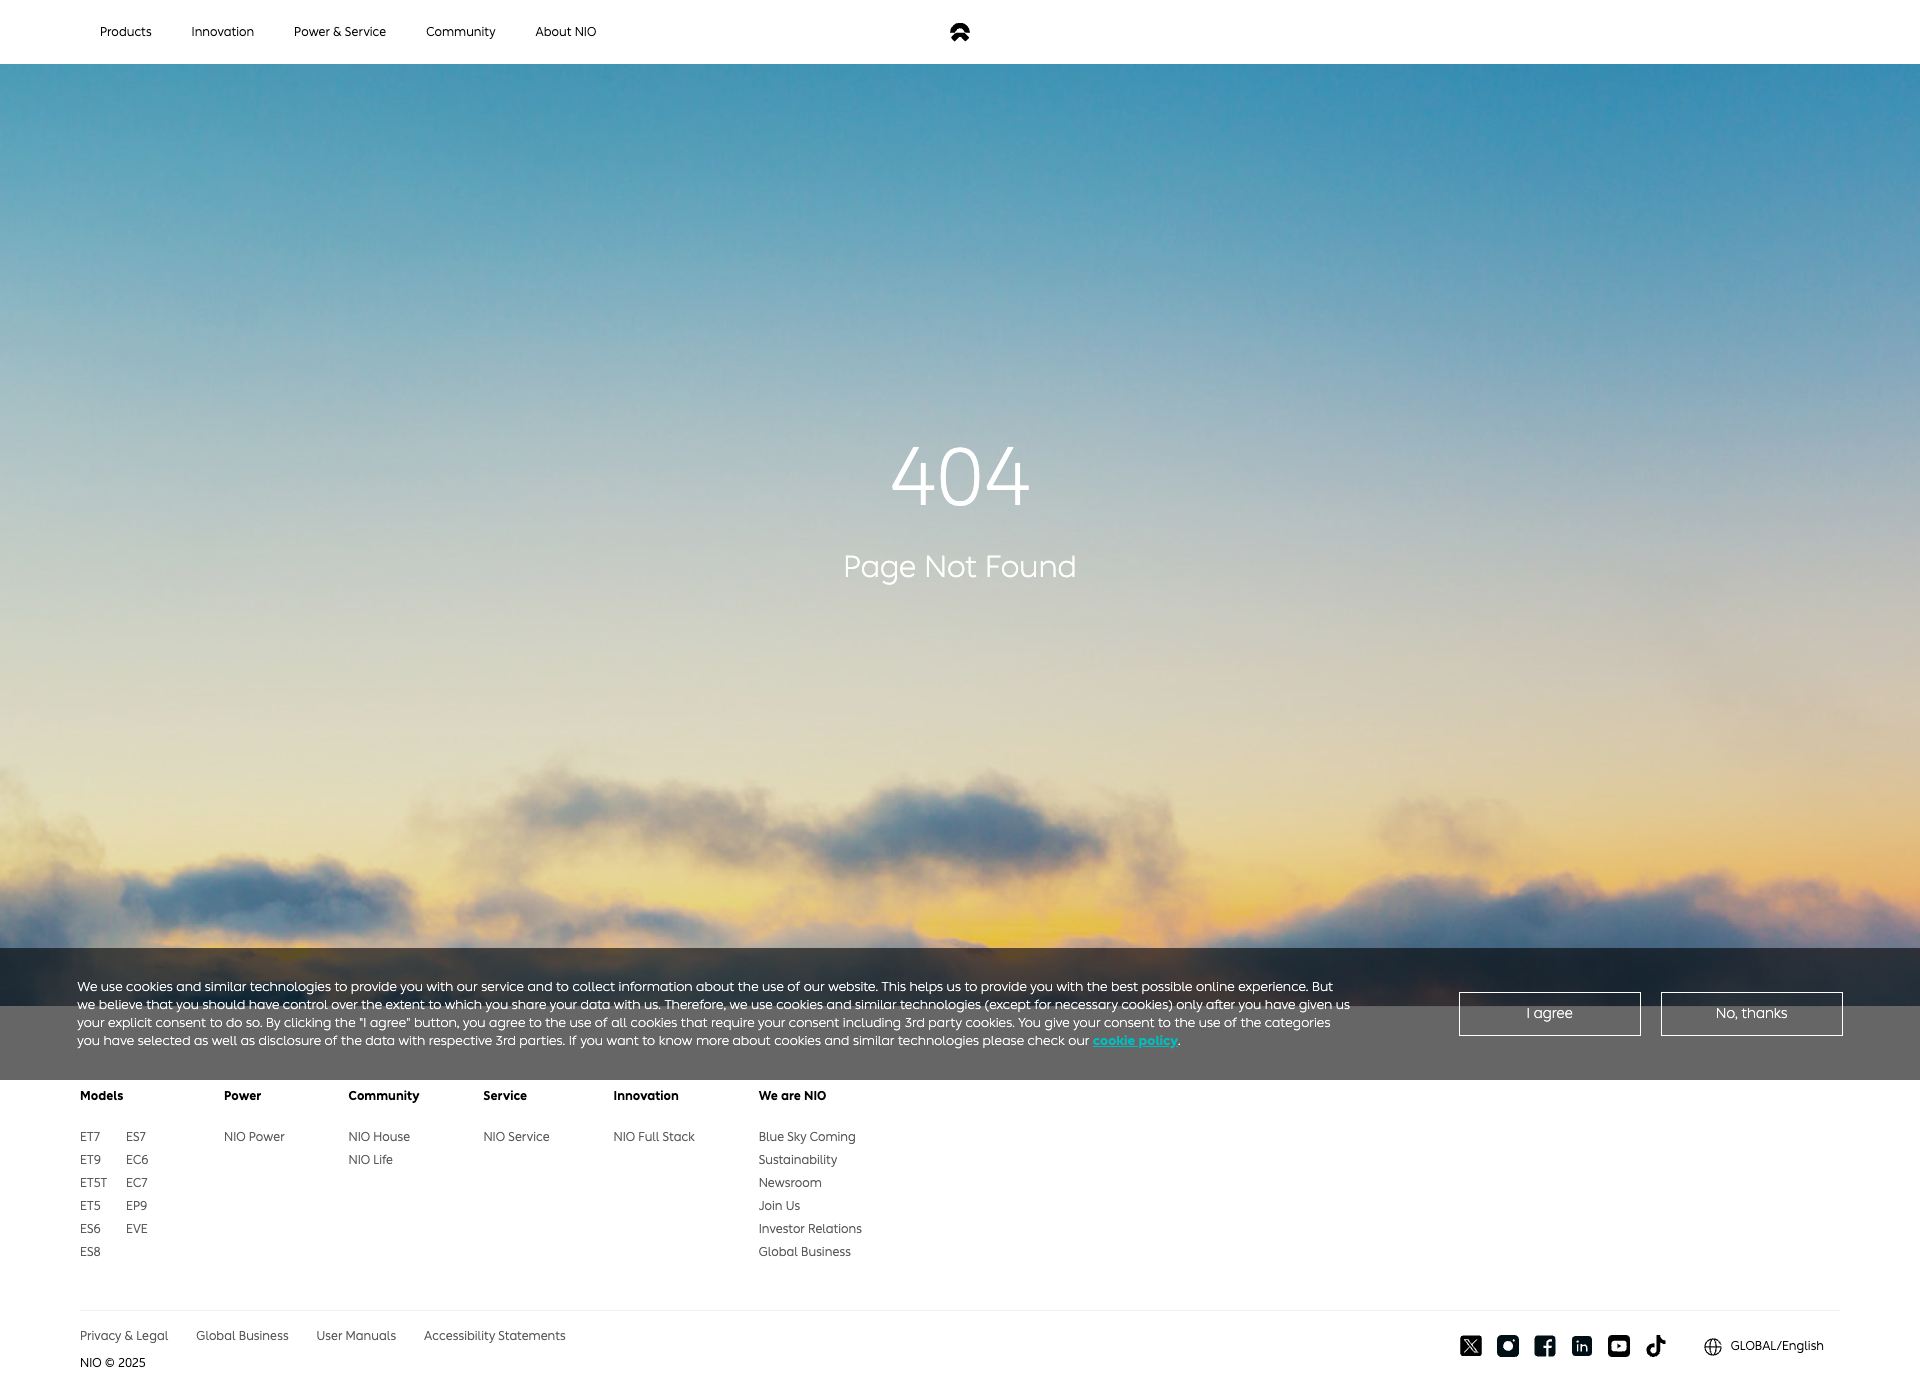 Products Innovation Power & Service Community About NIO
404
Page Not Found
We use cookies and similar technologies to provide you with our service and to collect information about the use of our website. This helps us to provide you with the best possible online experience. But
we believe that you should have control over the extent to which you share your data with us. Therefore, we use cookies and similar technologies (except for necessary cookies) only after you have given us
your explicit consent to do so. By clicking the "I agree" button, you agree to the use of all cookies that require your consent including 3rd party cookies. You give your consent to the use of the categories
you have selected as well as disclosure of the data with respective 3rd parties. If you want to know more about cookies and similar technologies please check our cookie policy.
I agree
No, thanks
Models
ET7 ES7
ET9 EC6
ET5T EC7
ET5 EP9
ES6 EVE
ES8
Power
NIO Power
Community
NIO House
NIO Life
Service
NIO Service
Innovation
NIO Full Stack
We are NIO
Blue Sky Coming
Sustainability
Newsroom
Join Us
Investor Relations
Global Business
Privacy & Legal Global Business User Manuals Accessibility Statements
NIO © 2025
GLOBAL/English